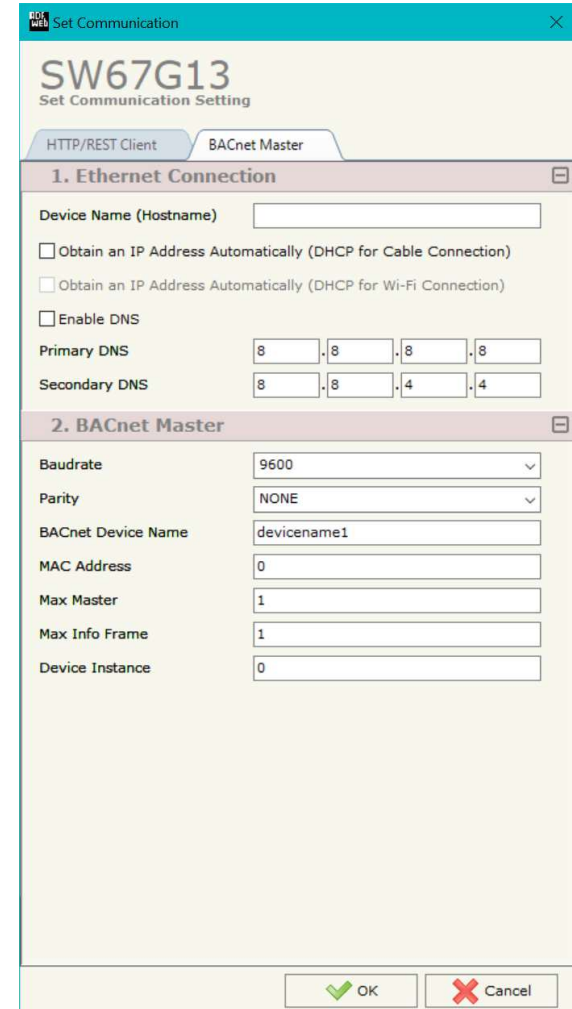 ADF
WEB
Set Communication
SW67G13
Set Communication Setting
HTTP/REST Client BACnet Master
1. Ethernet Connection
Device Name (Hostname)
Obtain an IP Address Automatically (DHCP for Cable Connection)
Obtain an IP Address Automatically (DHCP for Wi-Fi Connection)
Enable DNS
Primary DNS 8 . 8 . 8 . 8
Secondary DNS 8 . 8 . 4 . 4
2. BACnet Master
Baudrate 9600
Parity NONE
BACnet Device Name devicename1
MAC Address 0
Max Master 1
Max Info Frame 1
Device Instance 0
OK Cancel